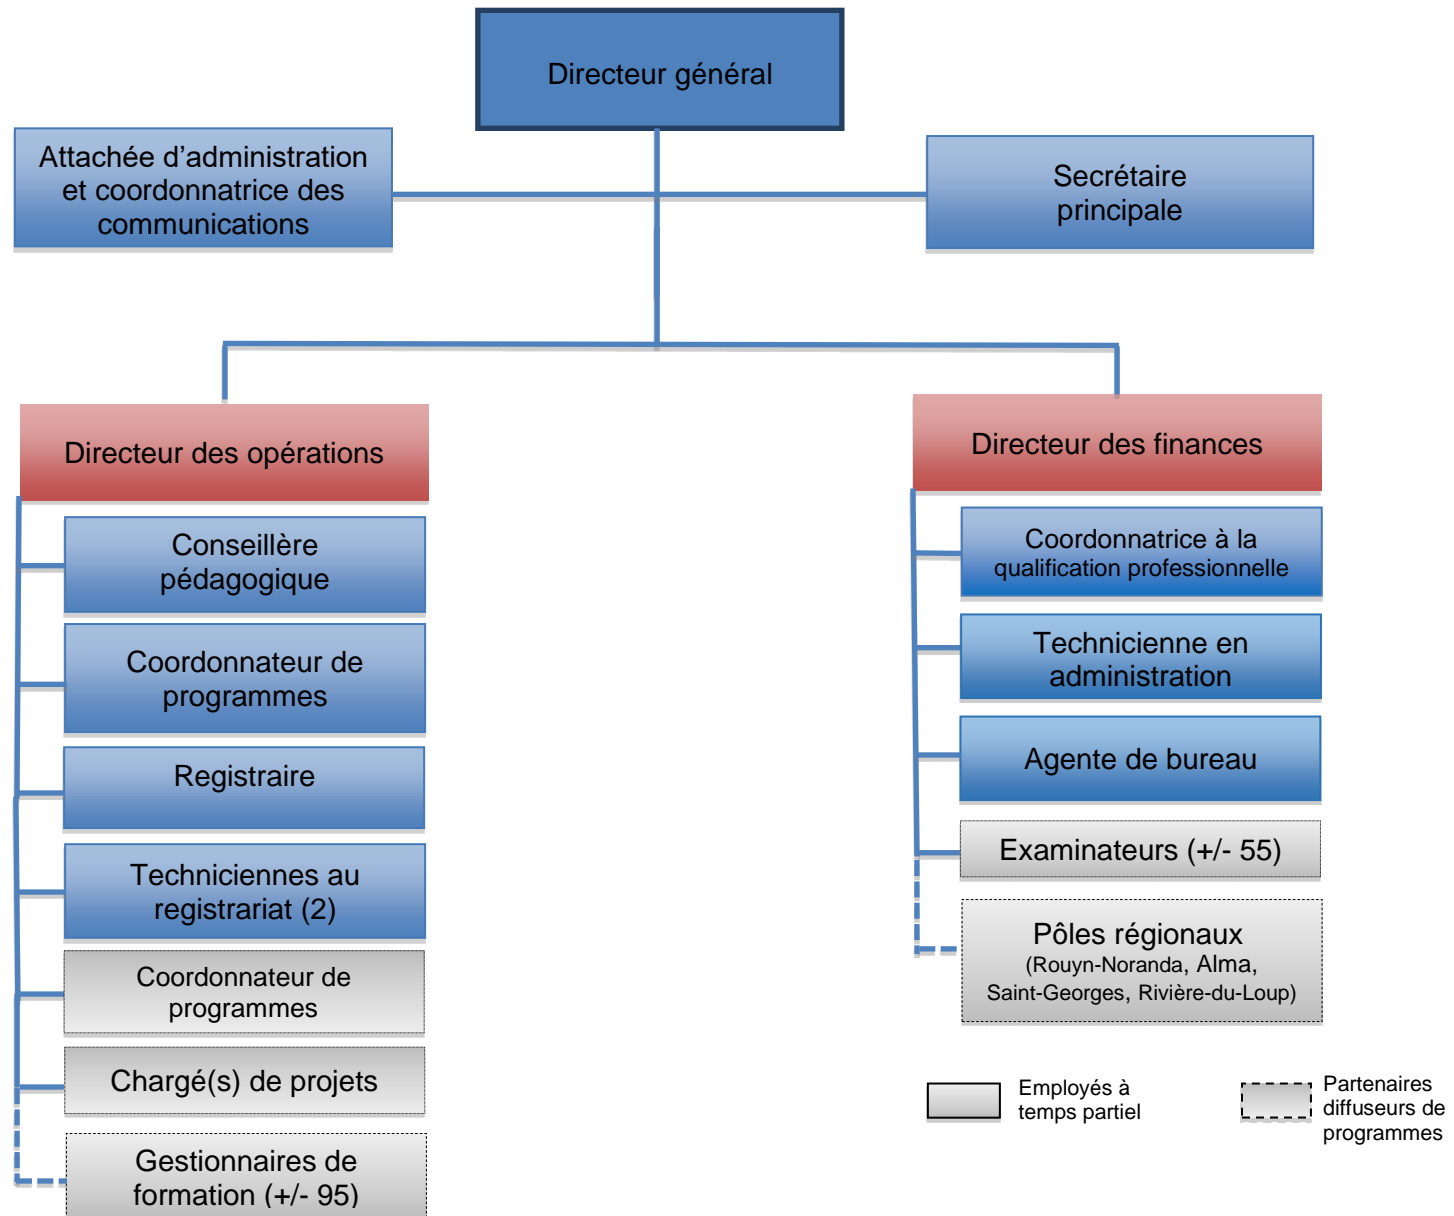 Directeur général
Attachée d’administration
et coordonnatrice des
communications
Secrétaire
principale
Directeur des opérations
Conseillère
pédagogique
Coordonnateur de
programmes
Registraire
Techniciennes au
registrariat (2)
Coordonnateur de
programmes
Chargé(s) de projets
Gestionnaires de
formation (+/- 95)
Directeur des finances
Coordonnatrice à la
qualification professionnelle
Technicienne en
administration
Agente de bureau
Examinateurs (+/- 55)
Pôles régionaux
(Rouyn-Noranda, Alma,
Saint-Georges, Rivière-du-Loup)
Employés à
temps partiel
Partenaires
diffuseurs de
programmes